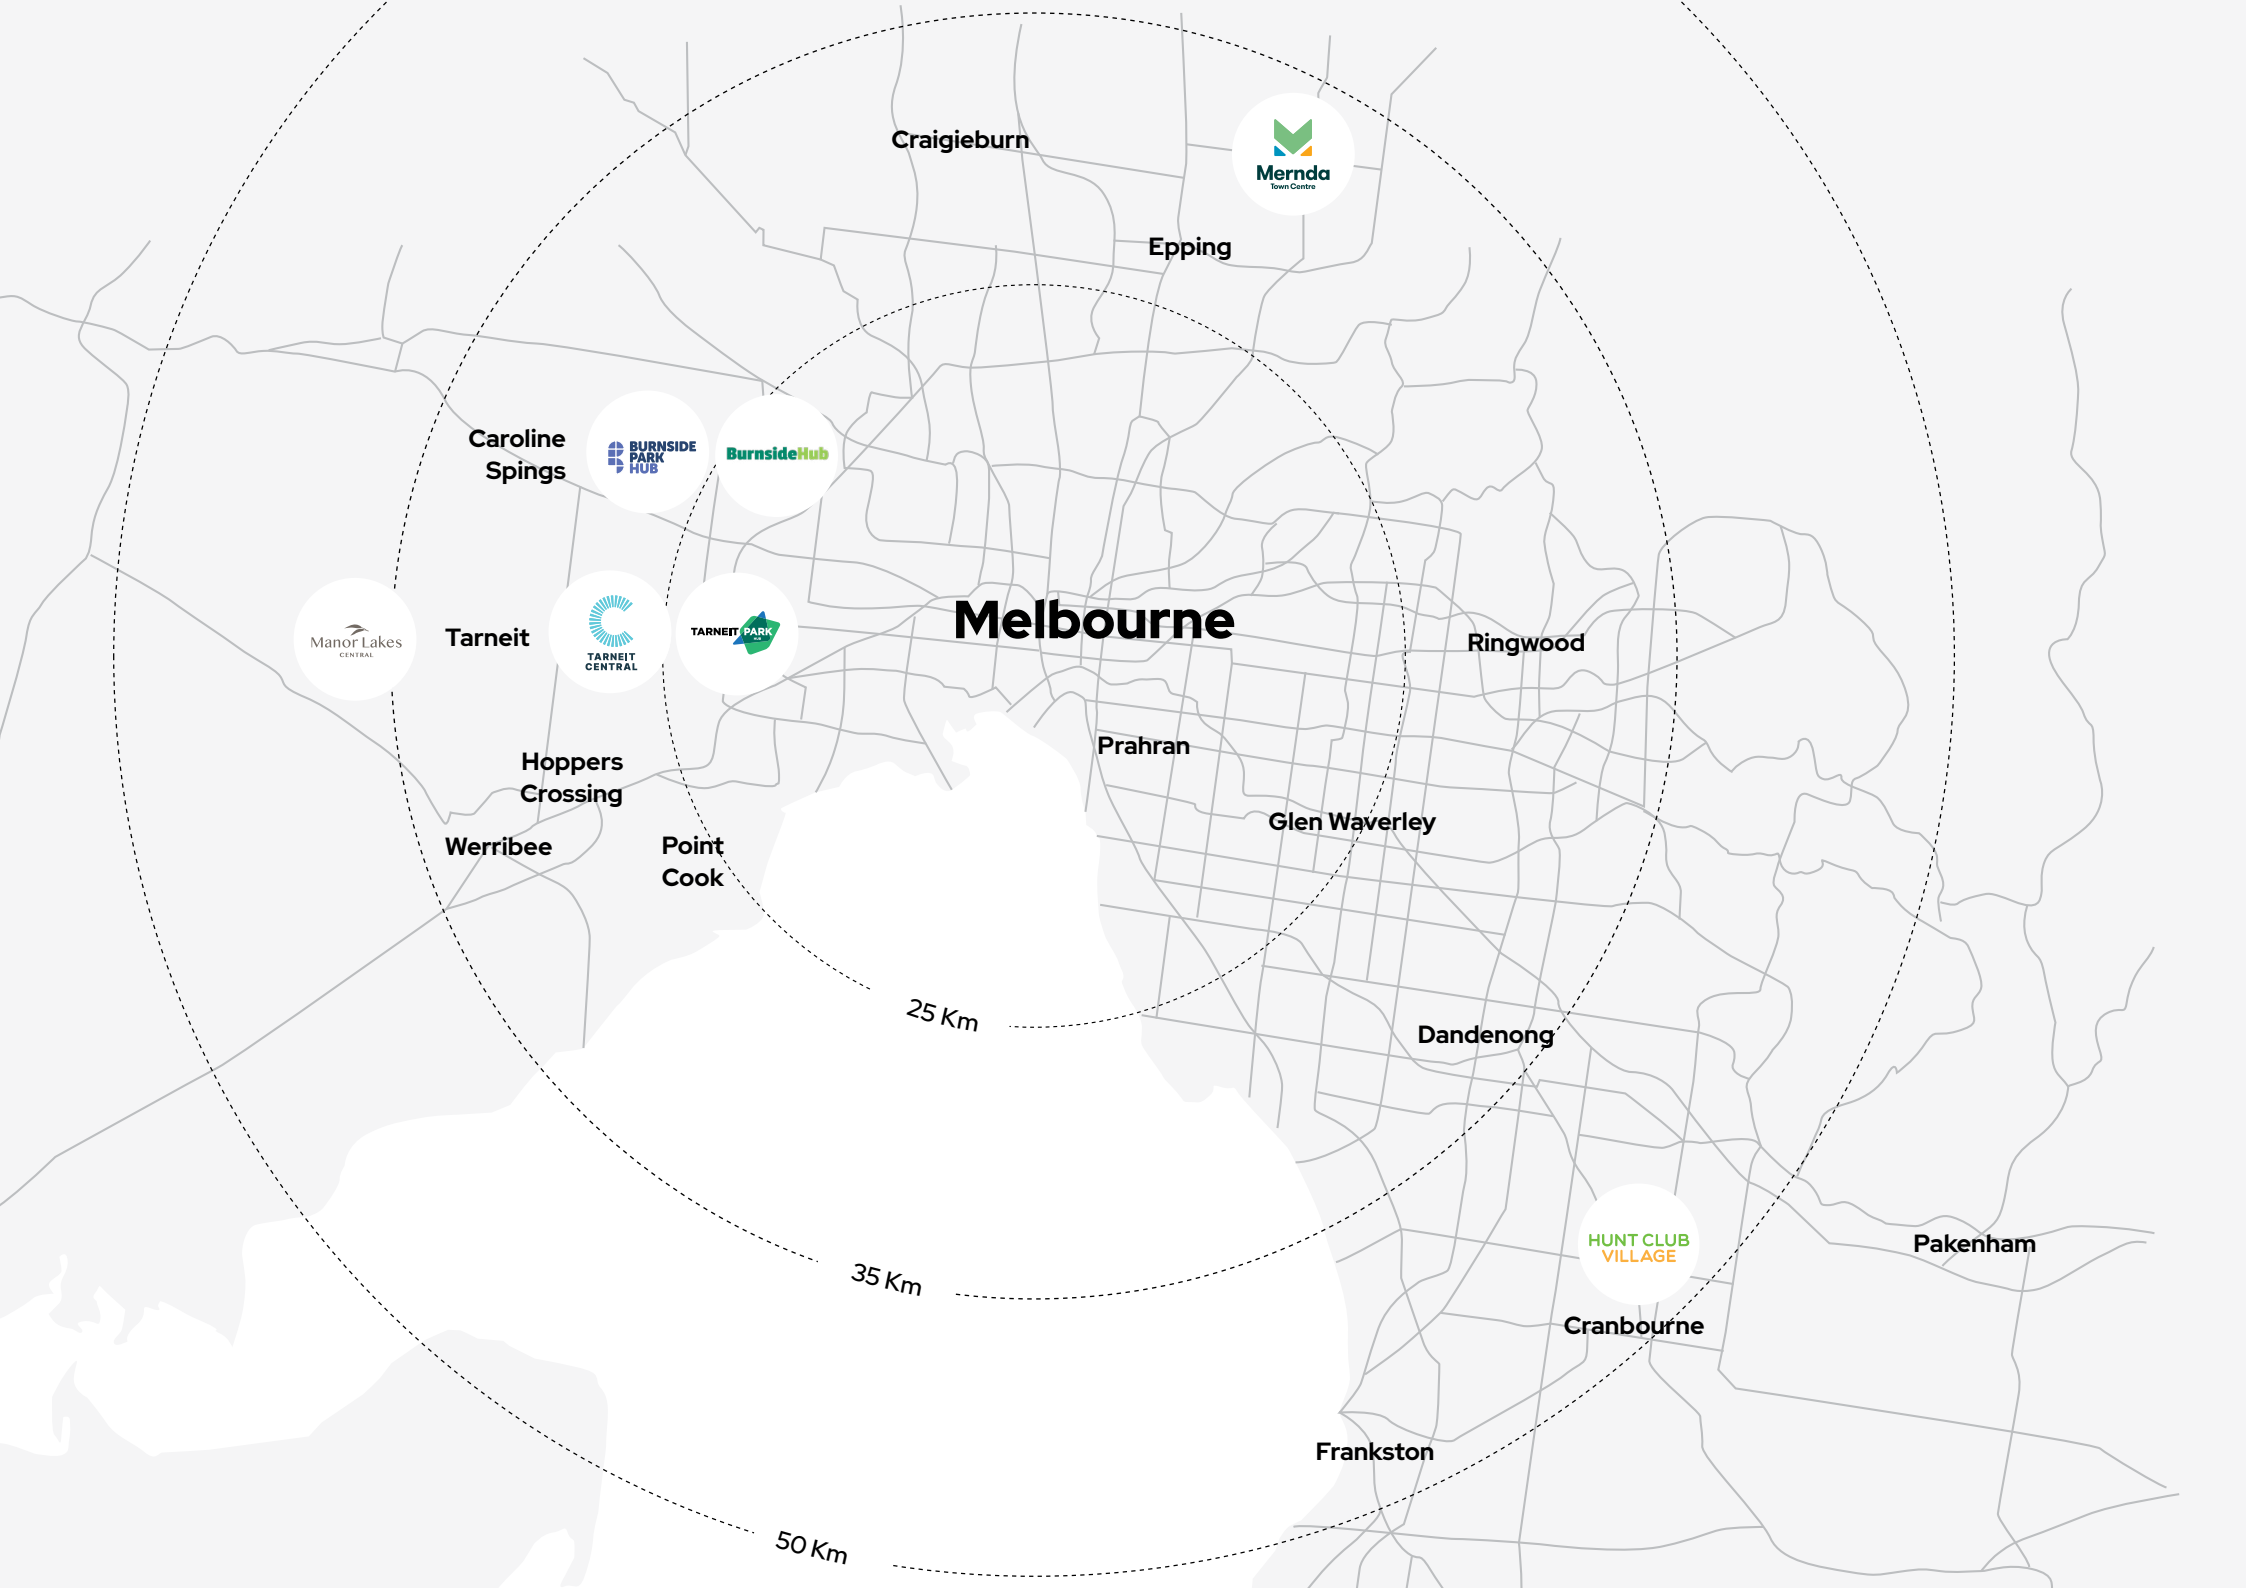 Craigieburn
Mernda
Town Centre
Epping
Caroline
Spings
BURNSIDE
PARK
HUB
BurnsideHub
Manor Lakes
CENTRAL
Tarneit
TARNEIT
CENTRAL
TARNEIT PARK
HUB
Melbourne
Ringwood
Prahran
Hoppers
Crossing
Glen Waverley
Werribee
Point
Cook
25 Km
Dandenong
HUNT CLUB
VILLAGE
Pakenham
35 Km
Cranbourne
Frankston
50 Km